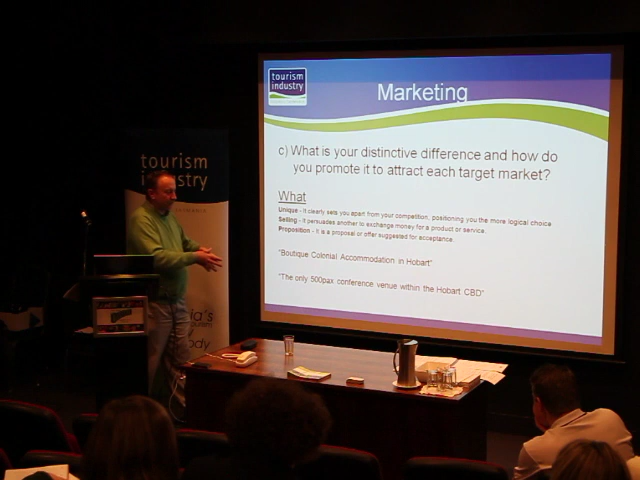 tourism
industry
Marketing
c) What is your distinctive difference and how do
you promote it to attract each target market?
What
Unique - It clearly sets you apart from your competition, positioning you the more logical choice
Selling - It persuades another to exchange money for a product or service.
Proposition - It is a proposal or offer suggested for acceptance.
"Boutique Colonial Accommodation in Hobart"
"The only 500pax conference venue within the Hobart CBD"
tourism
industry